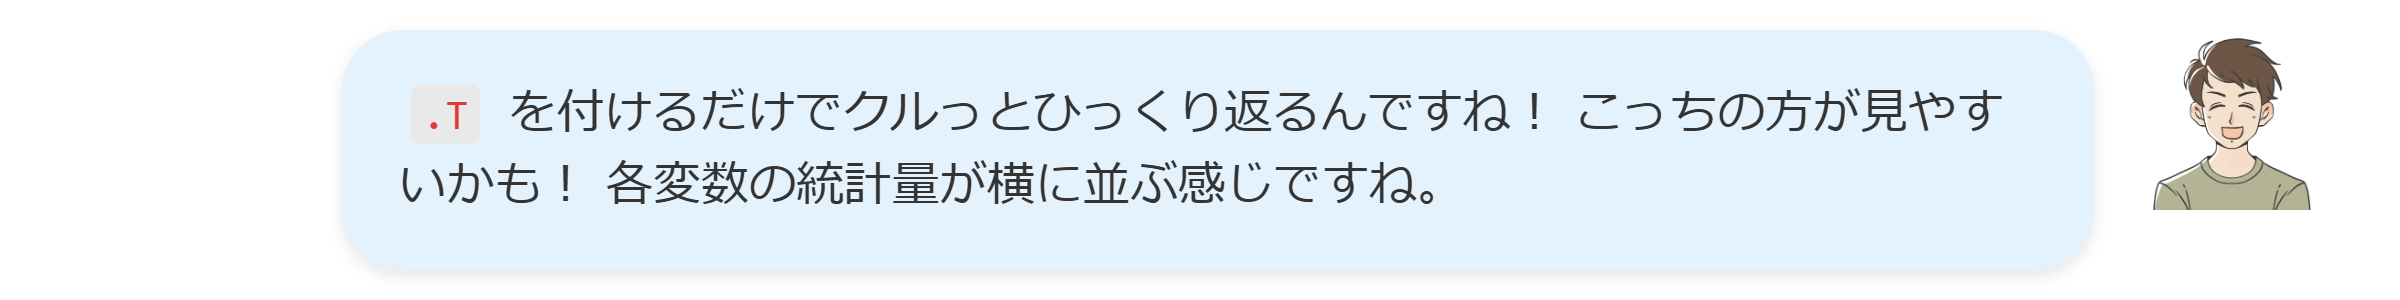 .T を付けるだけでクルっとひっくり返るんですね！ こっちの方が見やす
いかも！ 各変数の統計量が横に並ぶ感じですね。